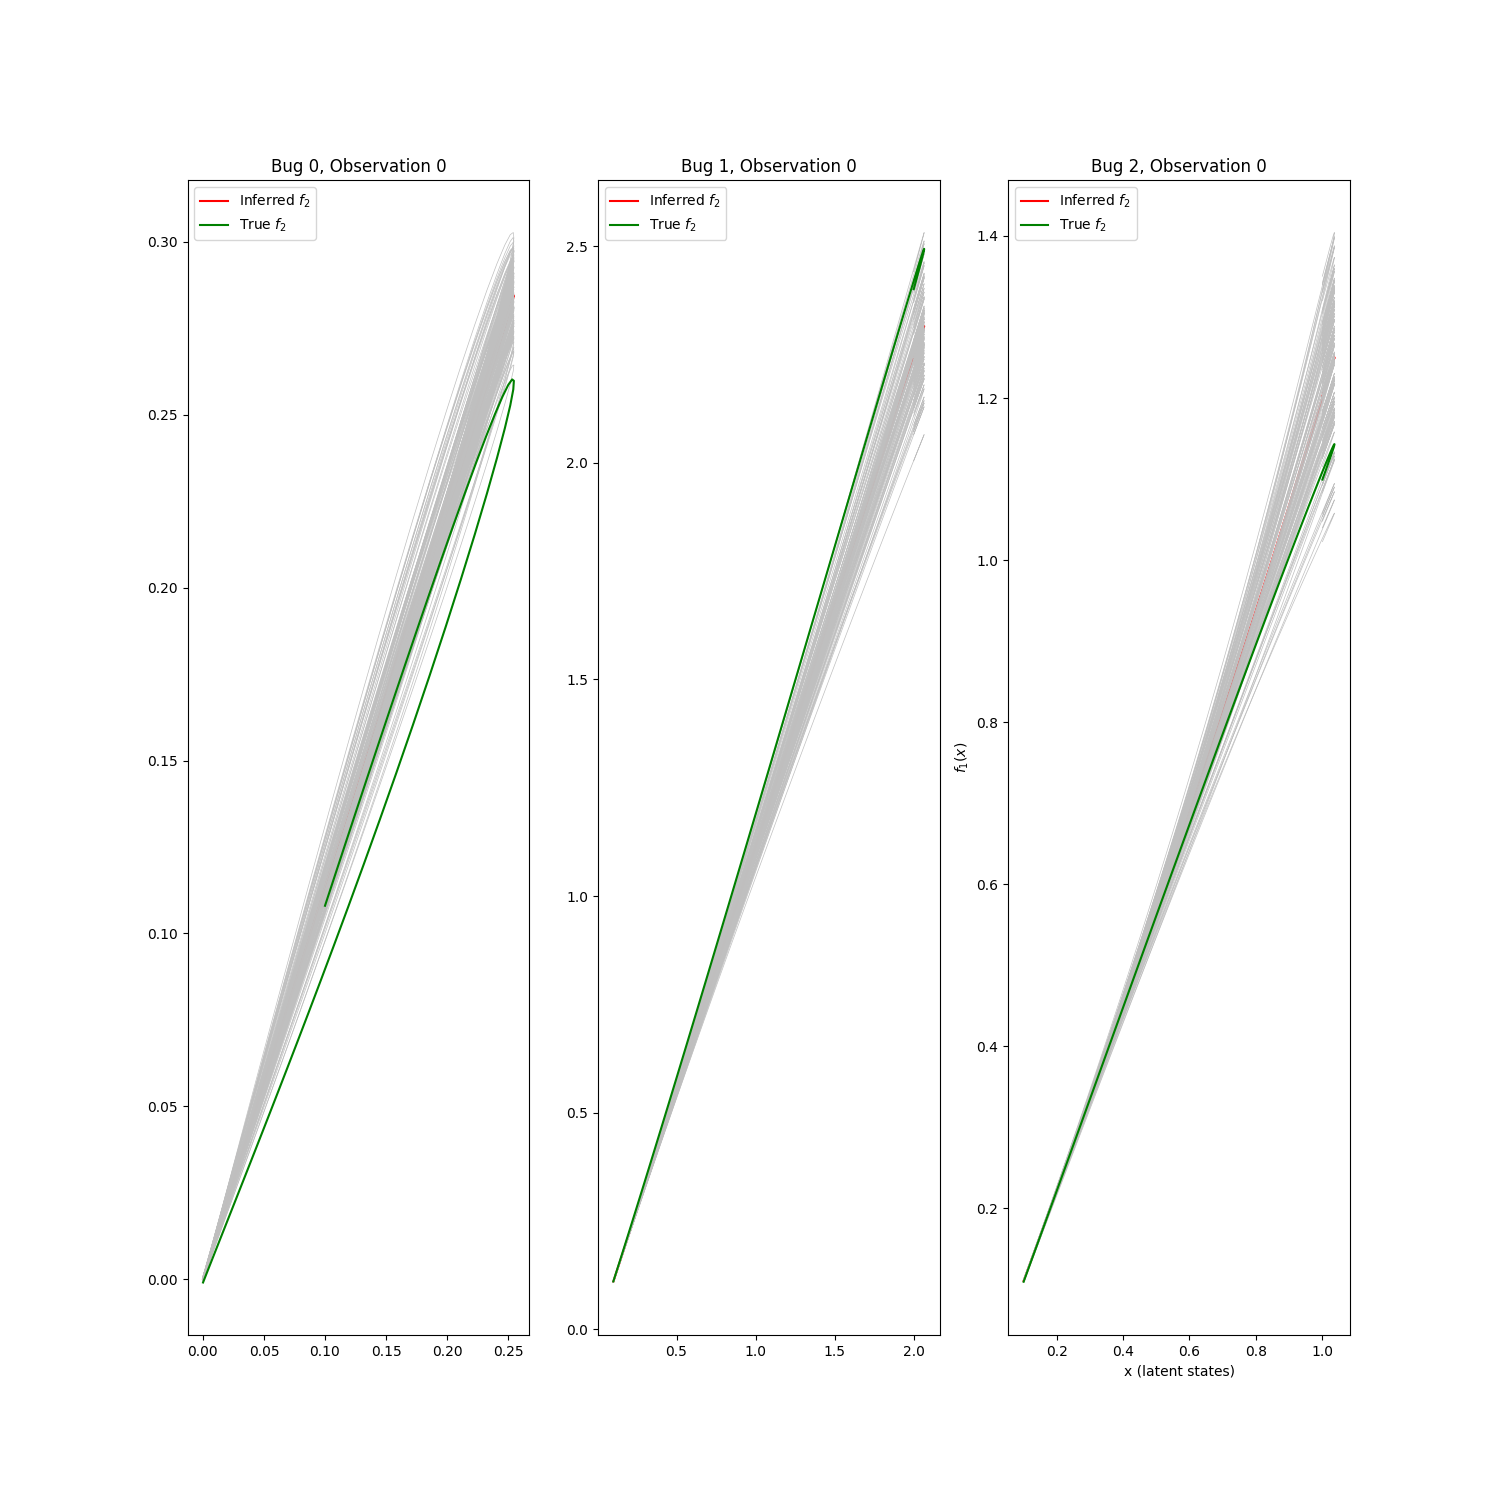 Bug 0, Observation 0
Inferred f₂
True f₂
0.30
0.25
0.20
0.15
0.10
0.05
0.00
0.00 0.05 0.10 0.15 0.20 0.25
Bug 1, Observation 0
Inferred f₂
True f₂
2.5
2.0
1.5
1.0
0.5
0.0
0.5 1.0 1.5 2.0
Bug 2, Observation 0
Inferred f₂
True f₂
f₁(x)
1.4
1.2
1.0
0.8
0.6
0.4
0.2
0.2 0.4 0.6 0.8 1.0
x (latent states)